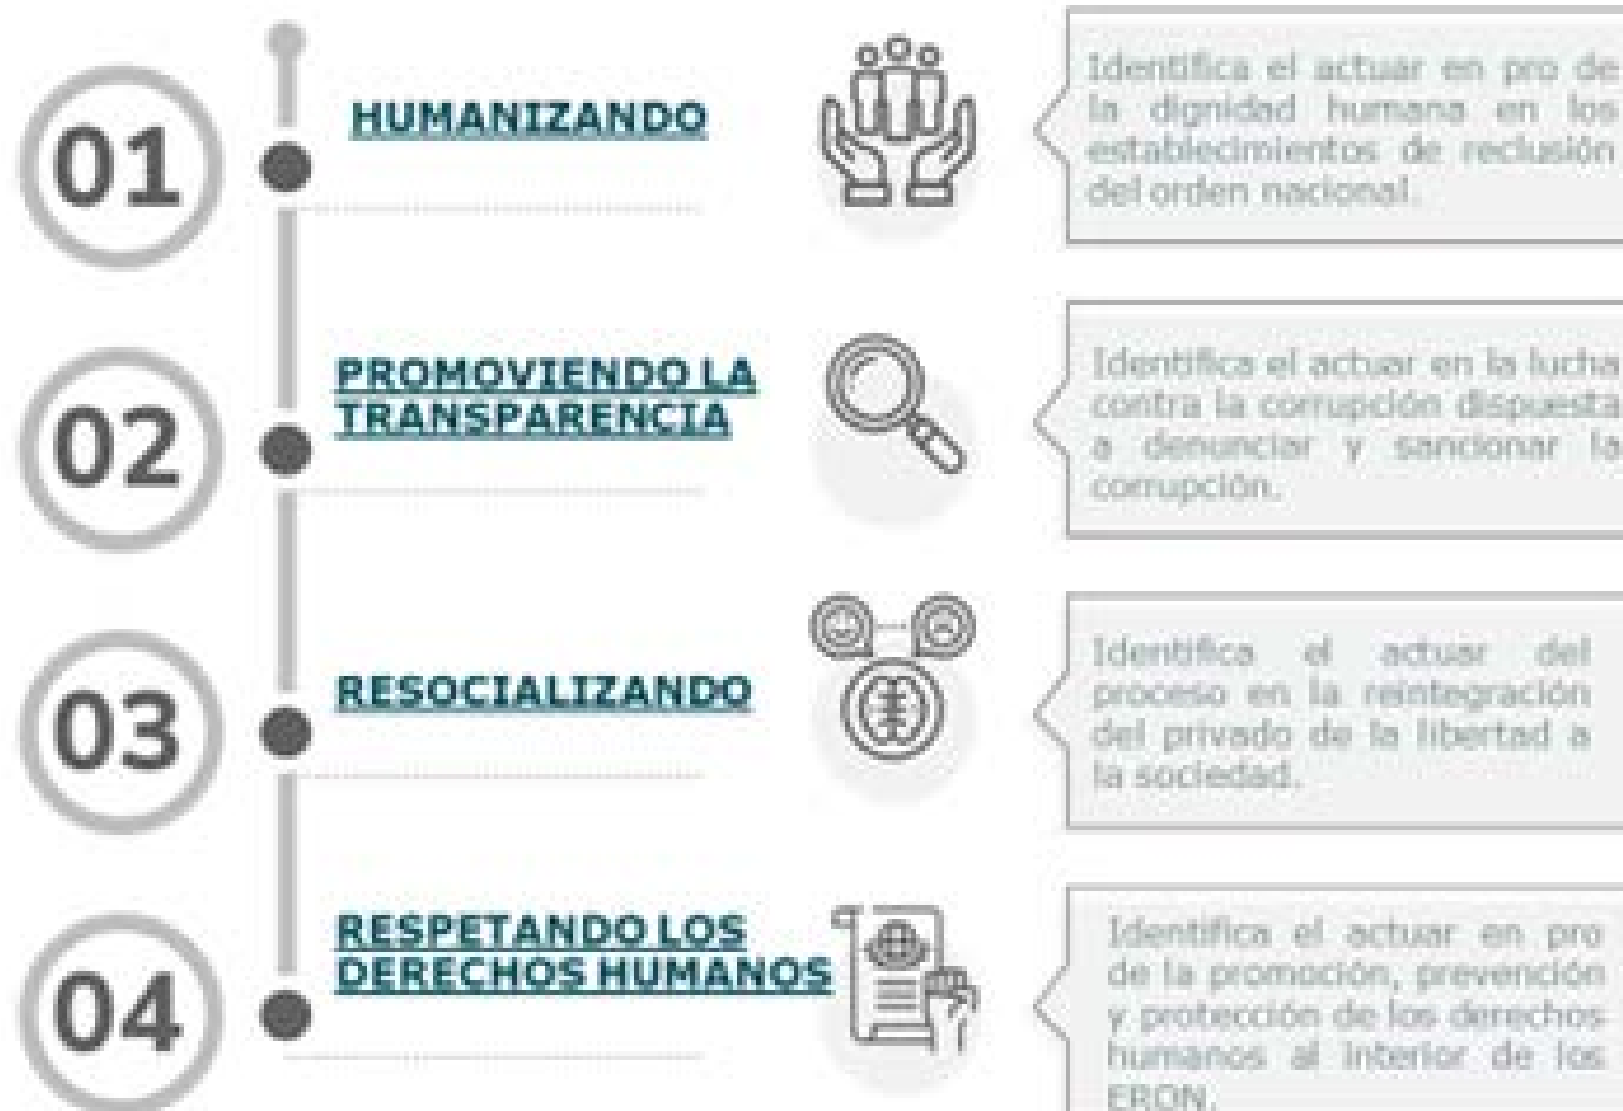 01
HUMANIZANDO
Identifica el actuar en pro de
la dignidad humana en los
establecimientos de reclusión
del orden nacional.
02
PROMOVIENDO LA
TRANSPARENCIA
Identifica el actuar en la lucha
contra la corrupción dispuesta
a denunciar y sancionar la
corrupción.
03
RESOCIALIZANDO
Identifica el actuar del
proceso en la reintegración
del privado de la libertad a
la sociedad.
04
RESPETANDO LOS
DERECHOS HUMANOS
Identifica el actuar en pro
de la promoción, prevención
y protección de los derechos
humanos al interior de los
ERON.